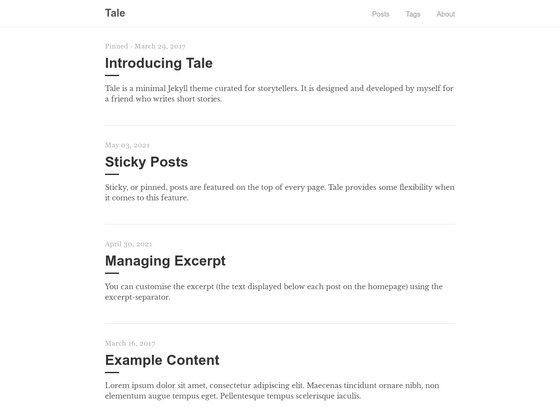 Tale
Posts Tags About
Pinned · March 29, 2017
Introducing Tale
Tale is a minimal Jekyll theme curated for storytellers. It is designed and developed by myself for
a friend who writes short stories.
May 03, 2021
Sticky Posts
Sticky, or pinned, posts are featured on the top of every page. Tale provides some flexibility when
it comes to this feature.
April 30, 2021
Managing Excerpt
You can customise the excerpt (the text displayed below each post on the homepage) using the
excerpt-separator.
March 16, 2017
Example Content
Lorem ipsum dolor sit amet, consectetur adipiscing elit. Maecenas tincidunt ornare nibh, non
elementum augue tempus eget. Pellentesque tempus scelerisque iaculis.